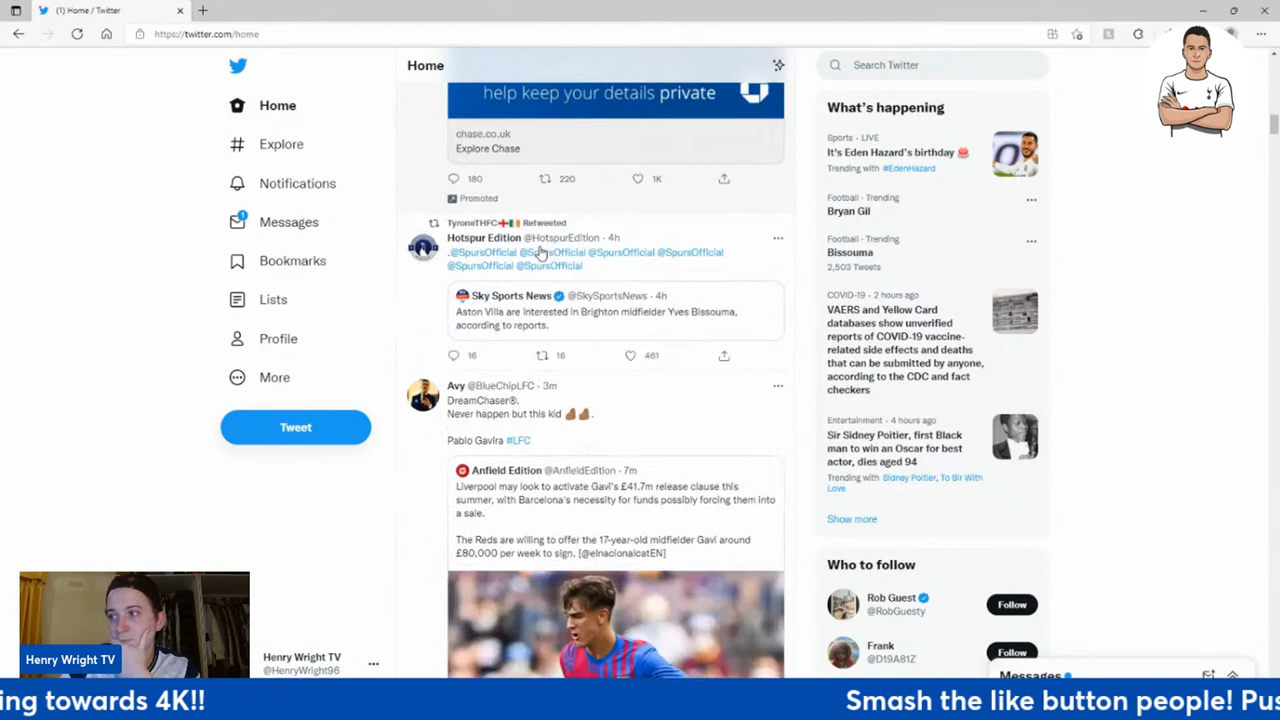 (1) Home / Twitter
https://twitter.com/home
Home
Explore
Notifications
1
Messages
Bookmarks
Lists
Profile
More
Tweet
Henry Wright TV
@HenryWright96
Home
help keep your details private
chase.co.uk
Explore Chase
180
220
1K
Promoted
TyroneTHFC Retweeted
Hotspur Edition @HotspurEdition · 4h
.@SpursOfficial @SpursOfficial @SpursOfficial @SpursOfficial
@SpursOfficial @SpursOfficial
Sky Sports News @SkySportsNews · 4h
Aston Villa are interested in Brighton midfielder Yves Bissouma,
according to reports.
16
16
461
Avy @BlueChipLFC · 3m
DreamChaser®.
Never happen but this kid
Pablo Gavira #LFC
Anfield Edition @AnfieldEdition · 7m
Liverpool may look to activate Gavi's £41.7m release clause this
summer, with Barcelona's necessity for funds possibly forcing them into
a sale.
The Reds are willing to offer the 17-year-old midfielder Gavi around
£80,000 per week to sign. [@elnacionalcatEN]
Search Twitter
What's happening
Sports · LIVE
It's Eden Hazard's birthday
Trending with #EdenHazard
Football · Trending
Bryan Gil
Football · Trending
Bissouma
2,503 Tweets
COVID-19 · 2 hours ago
VAERS and Yellow Card
databases show unverified
reports of COVID-19 vaccine-
related side effects and deaths
that can be submitted by anyone,
according to the CDC and fact
checkers
Entertainment · 4 hours ago
Sir Sidney Poitier, first Black
man to win an Oscar for best
actor, dies aged 94
Trending with Sidney Poitier, To Sir With
Love
Show more
Who to follow
Rob Guest
@RobGuesty
Follow
Frank
@D19A81Z
Follow
Messages
Henry Wright TV
ing towards 4K!!
Smash the like button people! Pus